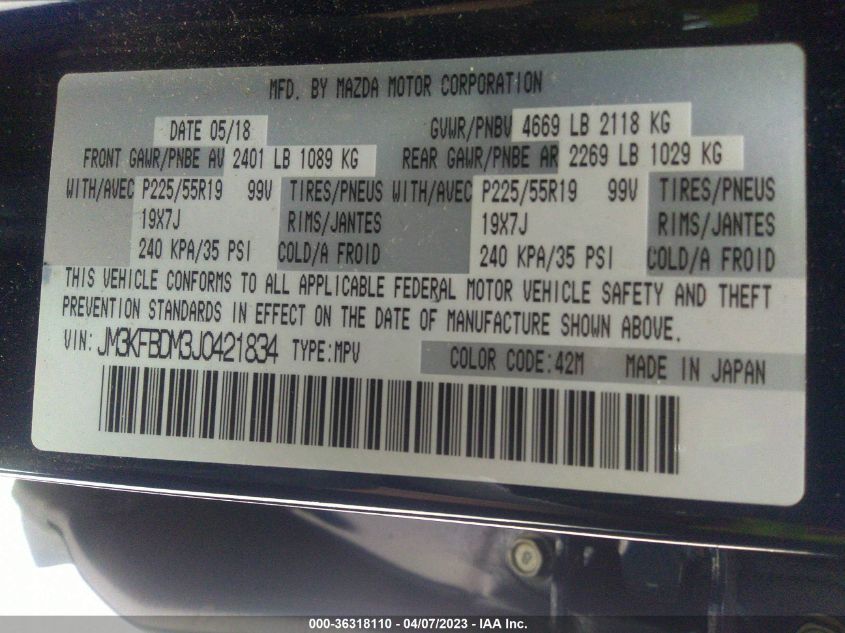 MFD. BY MAZDA MOTOR CORPORATION
DATE 05/18 GVWR/PNBV 4669 LB 2118 KG
FRONT GAWR/PNBE AV 2401 LB 1089 KG REAR GAWR/PNBE AR 2269 LB 1029 KG
WITH/AVEC P225/55R19 99V TIRES/PNEUS WITH/AVEC P225/55R19 99V TIRES/PNEUS
19X7J RIMS/JANTES 19X7J RIMS/JANTES
240 KPA/35 PSI COLD/A FROID 240 KPA/35 PSI COLD/A FROID
THIS VEHICLE CONFORMS TO ALL APPLICABLE FEDERAL MOTOR VEHICLE SAFETY AND THEFT
PREVENTION STANDARDS IN EFFECT ON THE DATE OF MANUFACTURE SHOWN ABOVE.
VIN: JM3KFBDM3J0421834 TYPE:MPV COLOR CODE:42M MADE IN JAPAN
000-36318110 - 04/07/2023 - IAA Inc.